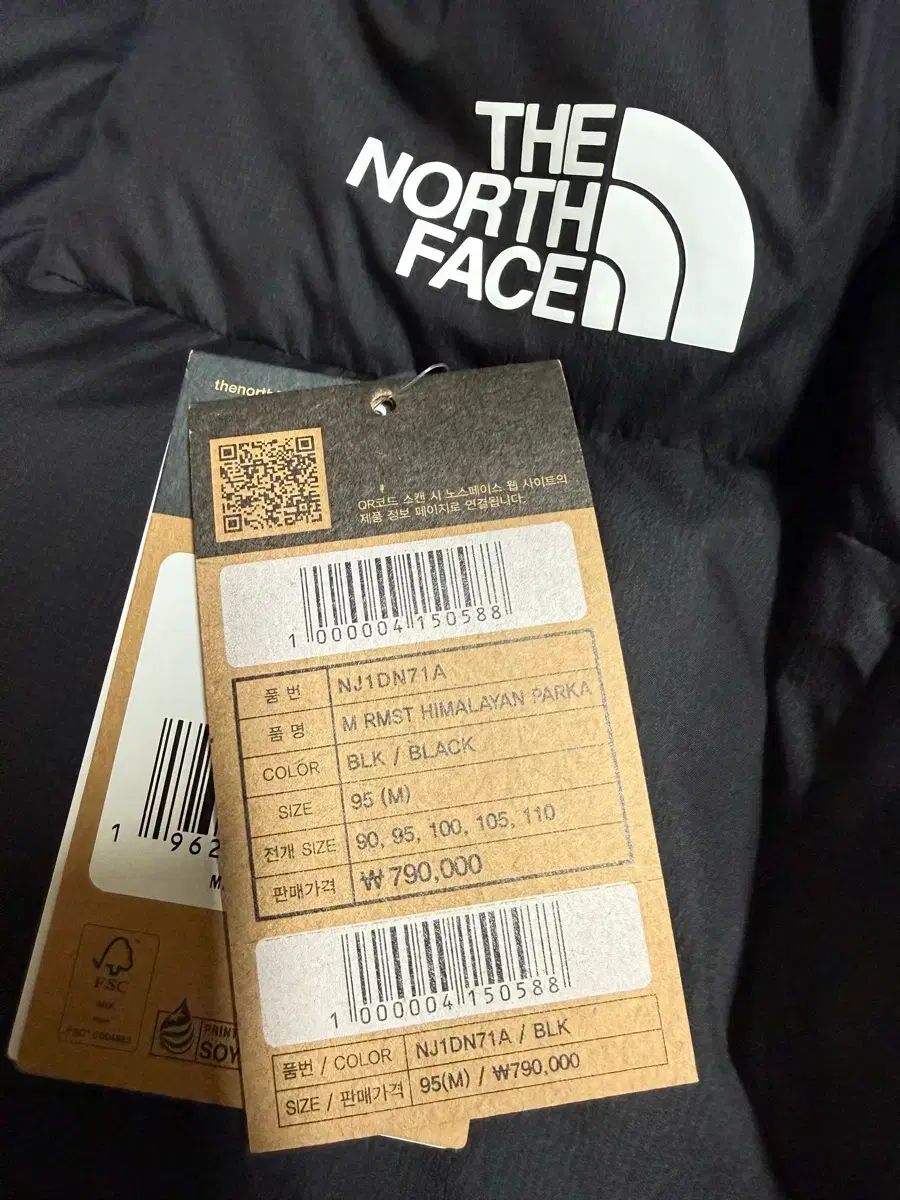 THE
NORTH
FACE
thenorth
QR코드 스캔 시 노스페이스 웹 사이트의
제품 정보 페이지로 연결됩니다.
1 000004 150588
품 번 NJ1DN71A
품 명 M RMST HIMALAYAN PARKA
COLOR BLK / BLACK
SIZE 95 (M)
전개 SIZE 90, 95, 100, 105, 110
판매가격 ₩ 790,000
1 000004 150588
품번 / COLOR NJ1DN71A / BLK
SIZE / 판매가격 95(M) / ₩790,000
1 962
M
FSC
MIX
PRINT
SOY